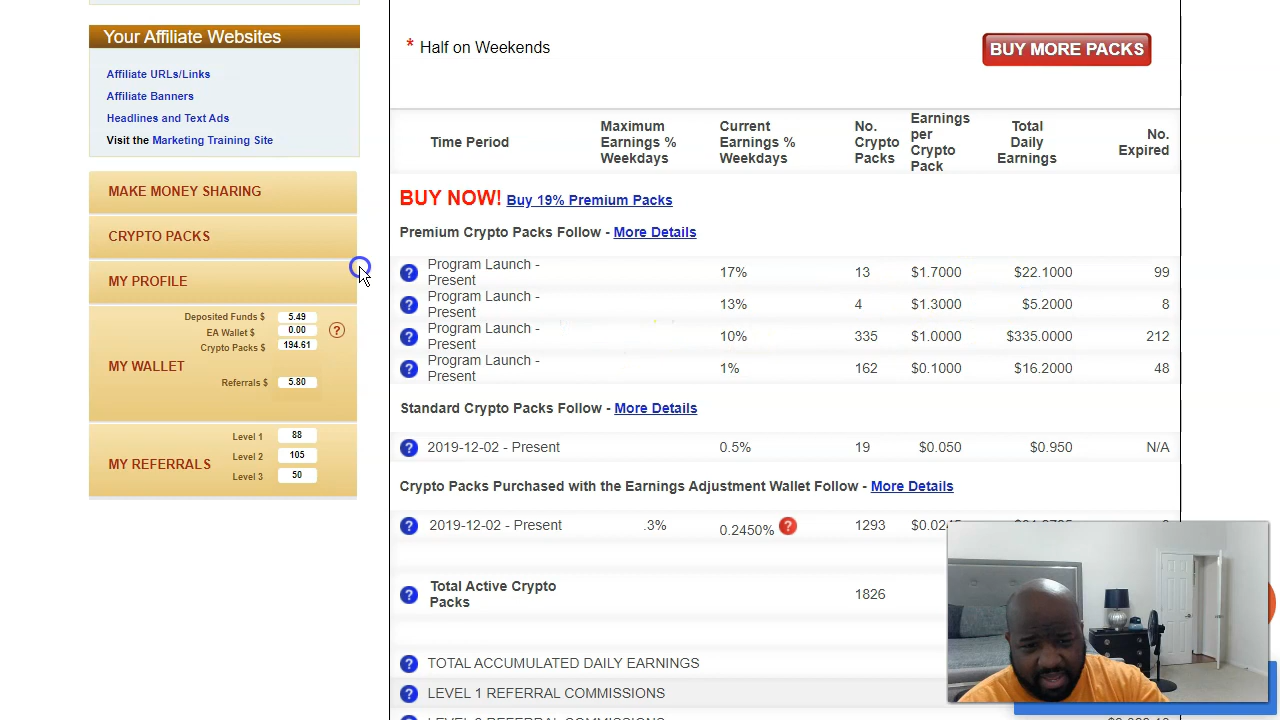 Your Affiliate Websites
Affiliate URLs/Links
Affiliate Banners
Headlines and Text Ads
Visit the Marketing Training Site
MAKE MONEY SHARING
CRYPTO PACKS
MY PROFILE
Deposited Funds $ 5.49
EA Wallet $ 0.00 ?
Crypto Packs $ 194.61
MY WALLET
Referrals $ 5.80
Level 1 88
Level 2 105
MY REFERRALS
Level 3 50
* Half on Weekends
BUY MORE PACKS
Time Period Maximum Earnings % Weekdays Current Earnings % Weekdays No. Crypto Packs Earnings per Crypto Pack Total Daily Earnings No. Expired
BUY NOW! Buy 19% Premium Packs
Premium Crypto Packs Follow - More Details
? Program Launch - Present 17% 13 $1.7000 $22.1000 99
? Program Launch - Present 13% 4 $1.3000 $5.2000 8
? Program Launch - Present 10% 335 $1.0000 $335.0000 212
? Program Launch - Present 1% 162 $0.1000 $16.2000 48
Standard Crypto Packs Follow - More Details
? 2019-12-02 - Present 0.5% 19 $0.050 $0.950 N/A
Crypto Packs Purchased with the Earnings Adjustment Wallet Follow - More Details
? 2019-12-02 - Present .3% 0.2450% ? 1293
? Total Active Crypto Packs 1826
? TOTAL ACCUMULATED DAILY EARNINGS
? LEVEL 1 REFERRAL COMMISSIONS